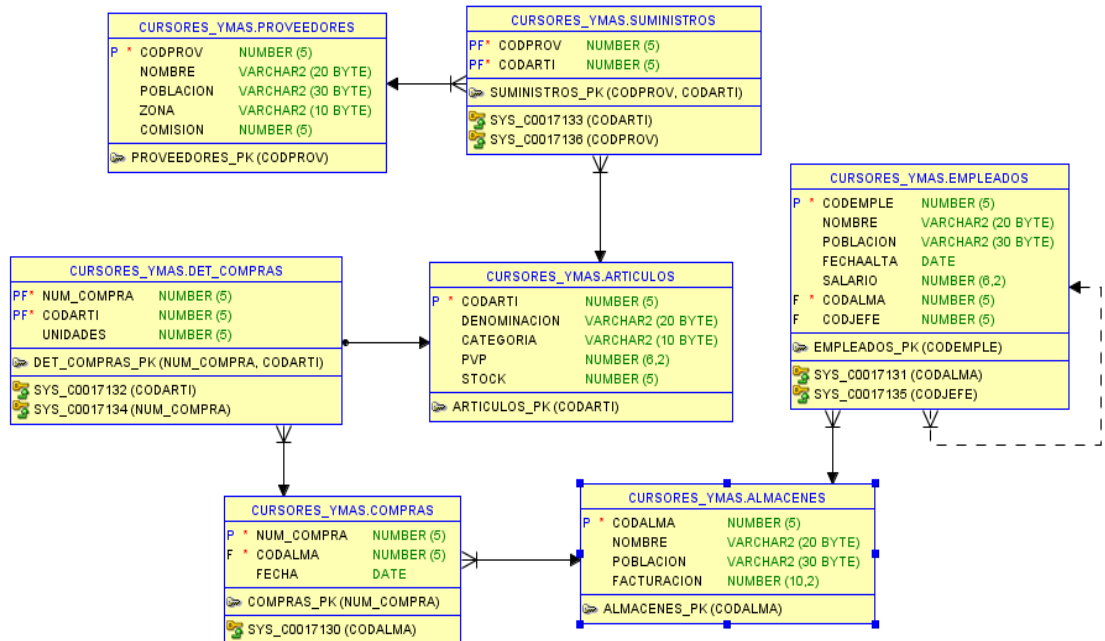 CURSORES_YMAS.PROVEEDORES
P * CODPROV NUMBER (5)
NOMBRE VARCHAR2 (20 BYTE)
POBLACION VARCHAR2 (30 BYTE)
ZONA VARCHAR2 (10 BYTE)
COMISION NUMBER (5)
PROVEEDORES_PK (CODPROV)
CURSORES_YMAS.SUMINISTROS
PF* CODPROV NUMBER (5)
PF* CODARTI NUMBER (5)
SUMINISTROS_PK (CODPROV, CODARTI)
SYS_C0017133 (CODARTI)
SYS_C0017136 (CODPROV)
CURSORES_YMAS.EMPLEADOS
P * CODEMPLE NUMBER (5)
NOMBRE VARCHAR2 (20 BYTE)
POBLACION VARCHAR2 (30 BYTE)
FECHAALTA DATE
SALARIO NUMBER (6,2)
F * CODALMA NUMBER (5)
F CODJEFE NUMBER (5)
EMPLEADOS_PK (CODEMPLE)
SYS_C0017131 (CODALMA)
SYS_C0017135 (CODJEFE)
CURSORES_YMAS.DET_COMPRAS
PF* NUM_COMPRA NUMBER (5)
PF* CODARTI NUMBER (5)
UNIDADES NUMBER (5)
DET_COMPRAS_PK (NUM_COMPRA, CODARTI)
SYS_C0017132 (CODARTI)
SYS_C0017134 (NUM_COMPRA)
CURSORES_YMAS.ARTICULOS
P * CODARTI NUMBER (5)
DENOMINACION VARCHAR2 (20 BYTE)
CATEGORIA VARCHAR2 (10 BYTE)
PVP NUMBER (6,2)
STOCK NUMBER (5)
ARTICULOS_PK (CODARTI)
CURSORES_YMAS.COMPRAS
P * NUM_COMPRA NUMBER (5)
F * CODALMA NUMBER (5)
FECHA DATE
COMPRAS_PK (NUM_COMPRA)
SYS_C0017130 (CODALMA)
CURSORES_YMAS.ALMACENES
P * CODALMA NUMBER (5)
NOMBRE VARCHAR2 (20 BYTE)
POBLACION VARCHAR2 (30 BYTE)
FACTURACION NUMBER (10,2)
ALMACENES_PK (CODALMA)